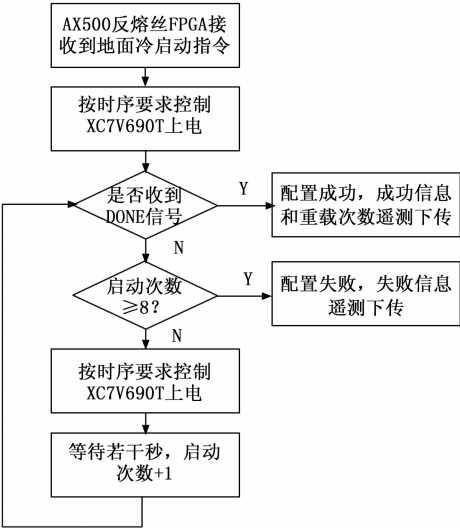 AX500反熔丝FPGA接
收到地面冷启动指令
按时序要求控制
XC7V690T上电
是否收到
DONE信号
Y
配置成功，成功信息
和重载次数遥测下传
N
启动次数
≥8?
Y
配置失败，失败信息
遥测下传
N
按时序要求控制
XC7V690T上电
等待若干秒，启动
次数+1